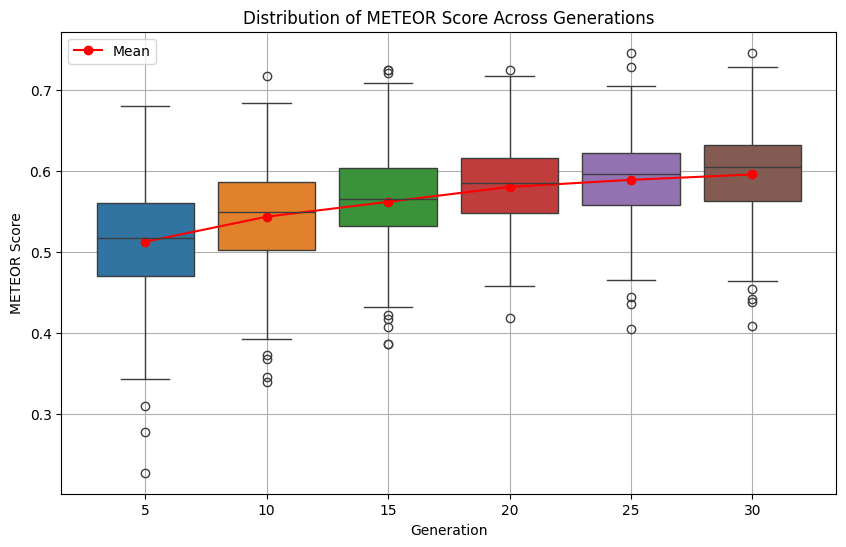 Distribution of METEOR Score Across Generations
Mean
METEOR Score
0.7
0.6
0.5
0.4
0.3
5 10 15 20 25 30
Generation